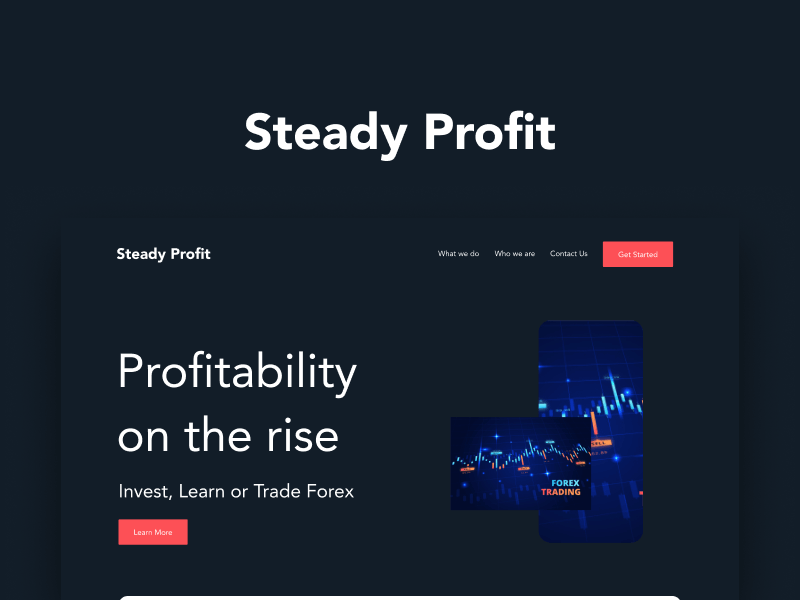 Steady Profit
Steady Profit
What we do
Who we are
Contact Us
Get Started
Profitability
on the rise
Invest, Learn or Trade Forex
Learn More
FOREX
TRADING